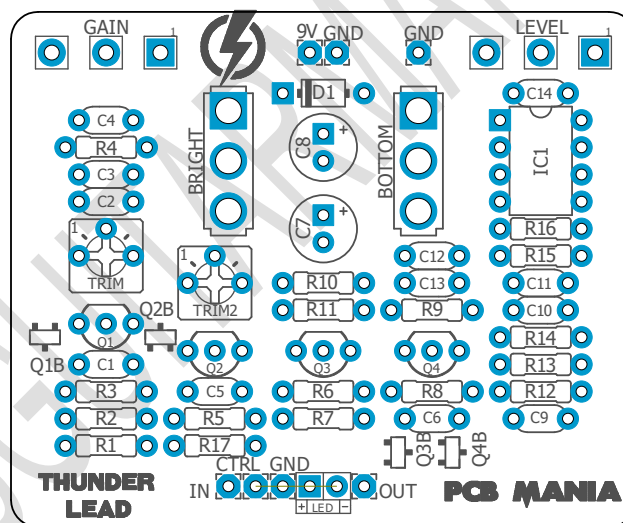 GAIN 1 9V GND GND LEVEL 1
D1 C14
C4 + IC1
R4 BRIGHT C8 BOTTOM
C3
C2 C7 +
1 R16
TRIM 1 C12 R15
TRIM2 R10 C13 C11
Q2B R11 R9 C10
Q1 R14
Q1B C1 Q2 Q3 Q4 R13
R3 C5 R6 R8 R12
R2 R5 R7 C6 C9
R1 R17 Q3B Q4B
CTRL GND
IN + LED - OUT
THUNDER
LEAD
PCB MANIA